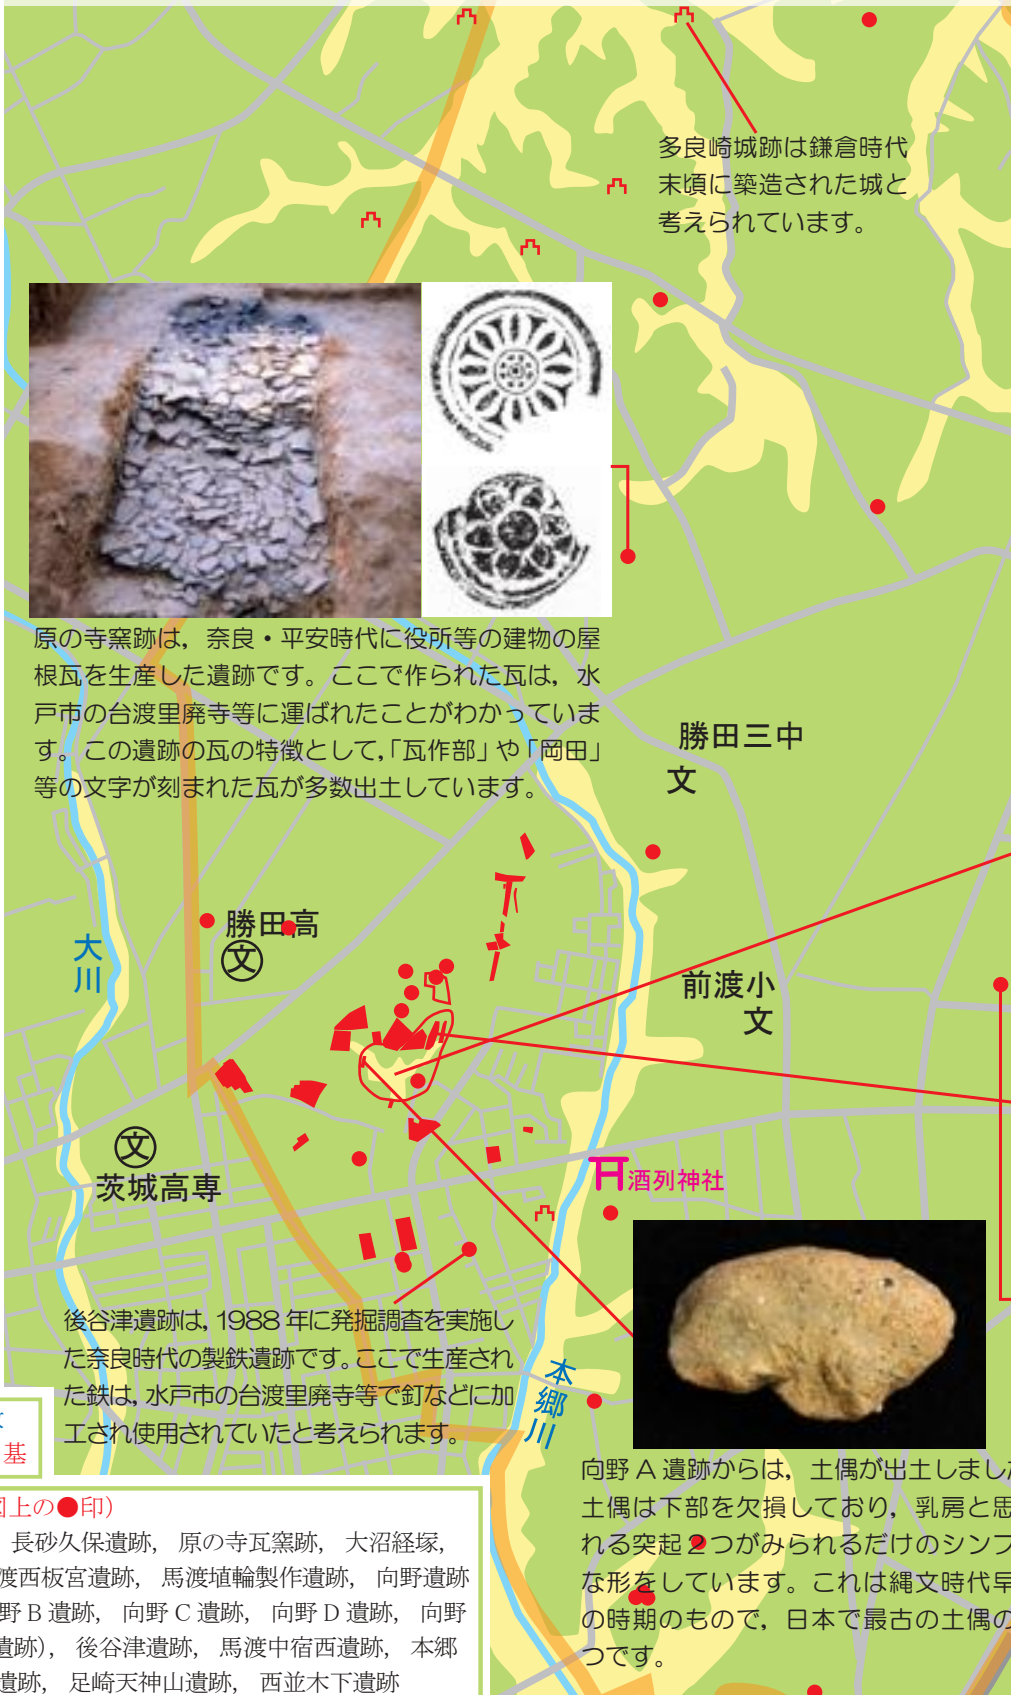 多良崎城跡は鎌倉時代
末頃に築造された城と
考えられています。
原の寺窯跡は，奈良・平安時代に役所等の建物の屋
根瓦を生産した遺跡です。ここで作られた瓦は，水
戸市の台渡里廃寺等に運ばれたことがわかっていま
す。この遺跡の瓦の特徴として，「瓦作部」や「岡田」
等の文字が刻まれた瓦が多数出土しています。
勝田三中
文
勝田高
文
大川
前渡小
文
文
茨城高専
酒列神社
後谷津遺跡は，1988 年に発掘調査を実施し
た奈良時代の製鉄遺跡です。ここで生産され
た鉄は，水戸市の台渡里廃寺等で釘などに加
工され使用されていたと考えられます。
本郷川
基
向野 A 遺跡からは，土偶が出土しました
土偶は下部を欠損しており，乳房と思
れる突起２つがみられるだけのシンプ
な形をしています。これは縄文時代早
の時期のもので，日本で最古の土偶の
つです。
上の●印）
長砂久保遺跡，原の寺瓦窯跡，大沼経塚，
渡西板宮遺跡，馬渡埴輪製作遺跡，向野遺跡
野 B 遺跡，向野 C 遺跡，向野 D 遺跡，向野
遺跡），後谷津遺跡，馬渡中宿西遺跡，本郷
遺跡，足崎天神山遺跡，西並木下遺跡